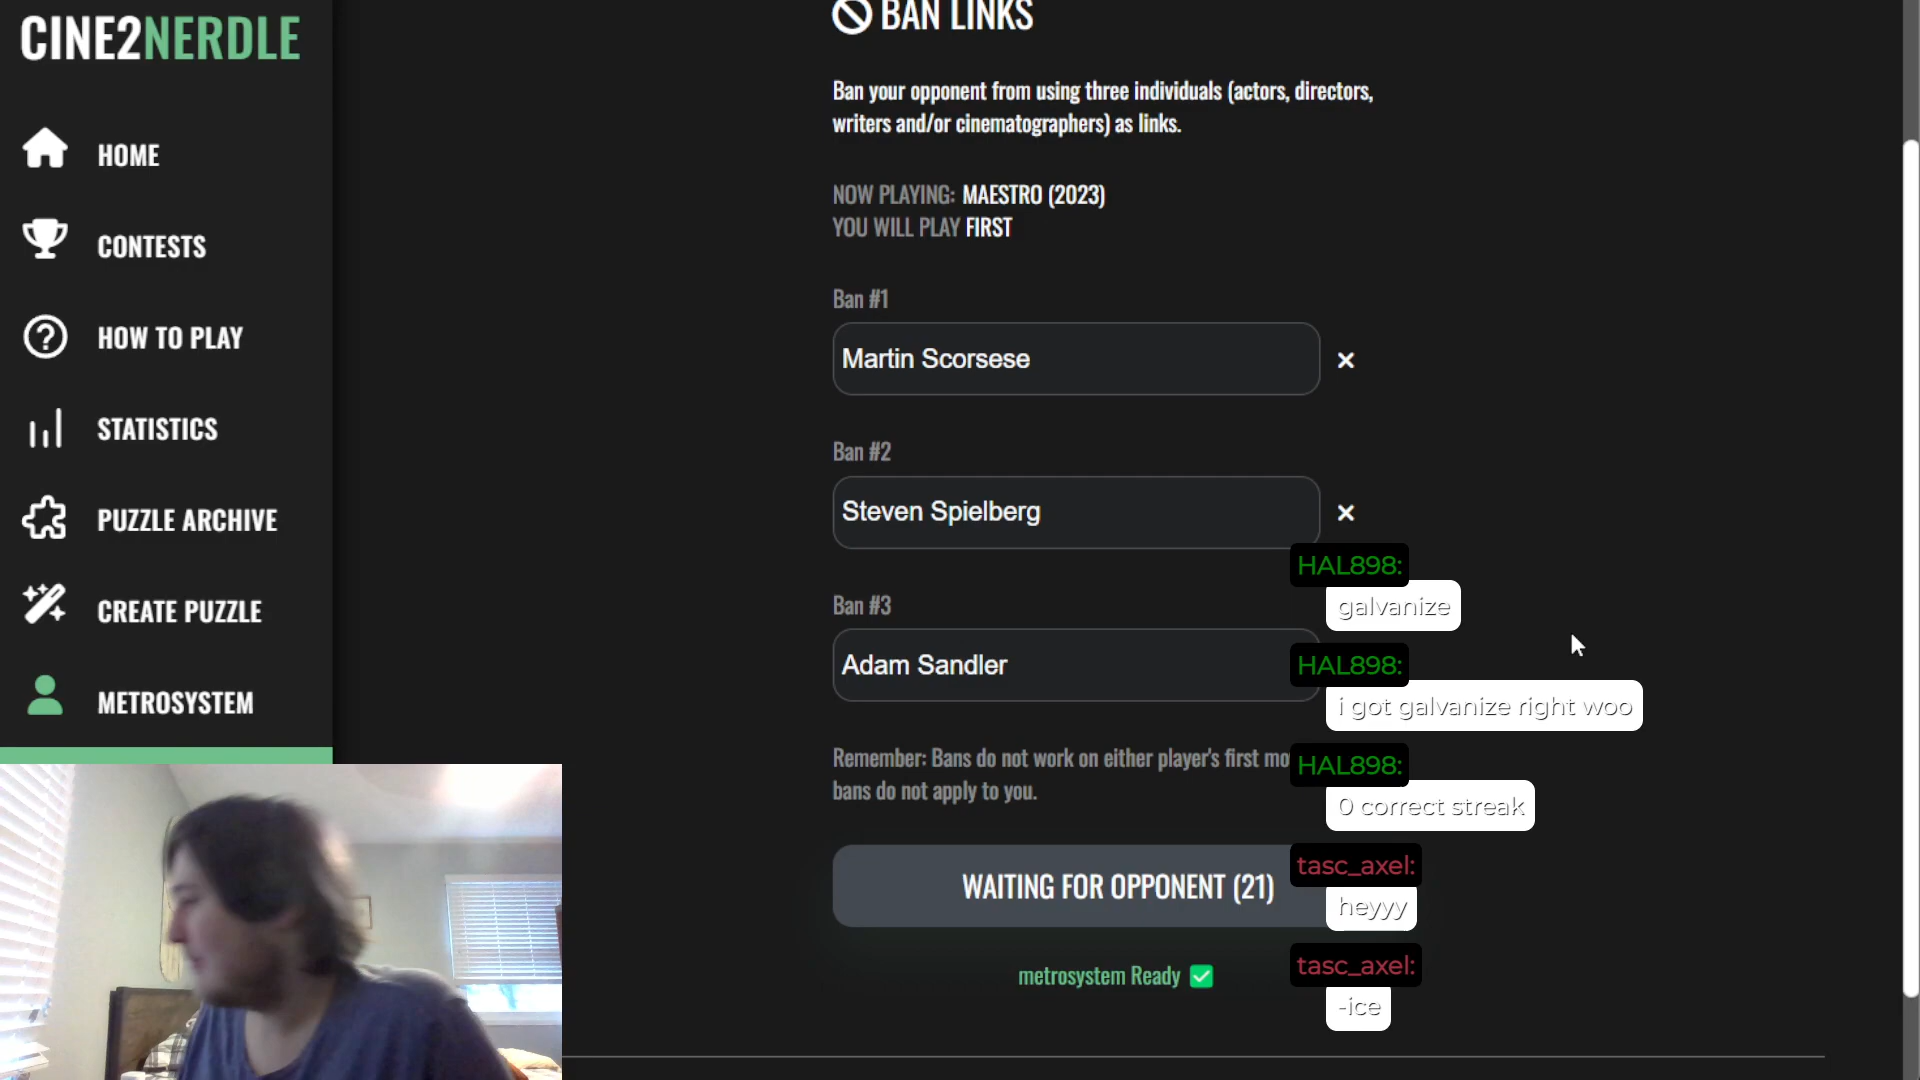 CINE2NERDLE
HOME
CONTESTS
HOW TO PLAY
STATISTICS
PUZZLE ARCHIVE
CREATE PUZZLE
METROSYSTEM
BAN LINKS
Ban your opponent from using three individuals (actors, directors,
writers and/or cinematographers) as links.
NOW PLAYING: MAESTRO (2023)
YOU WILL PLAY FIRST
Ban #1
Martin Scorsese
Ban #2
Steven Spielberg
Ban #3
Adam Sandler
Remember: Bans do not work on either player's first mo
bans do not apply to you.
WAITING FOR OPPONENT (21)
metrosystem Ready
HAL898:
galvanize
HAL898:
i got galvanize right woo
HAL898:
0 correct streak
tasc_axel:
heyyy
tasc_axel:
-ice